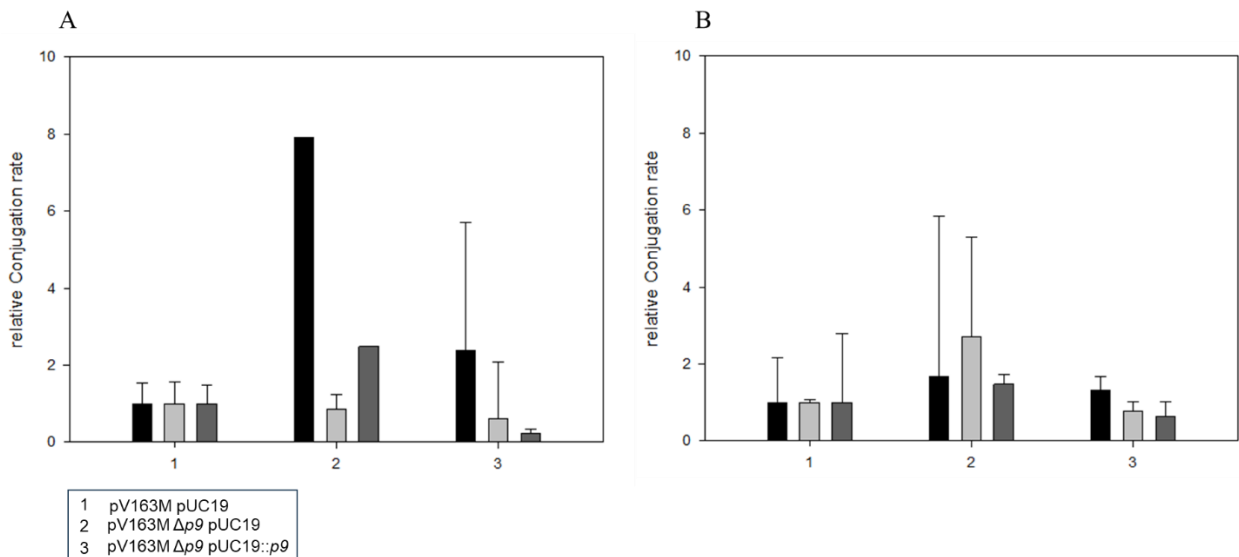 A
B
relative Conjugation rate
10
8
6
4
2
0
1
2
3
relative Conjugation rate
10
8
6
4
2
0
1
2
3
1 pV163M pUC19
2 pV163M Δp9 pUC19
3 pV163M Δp9 pUC19::p9